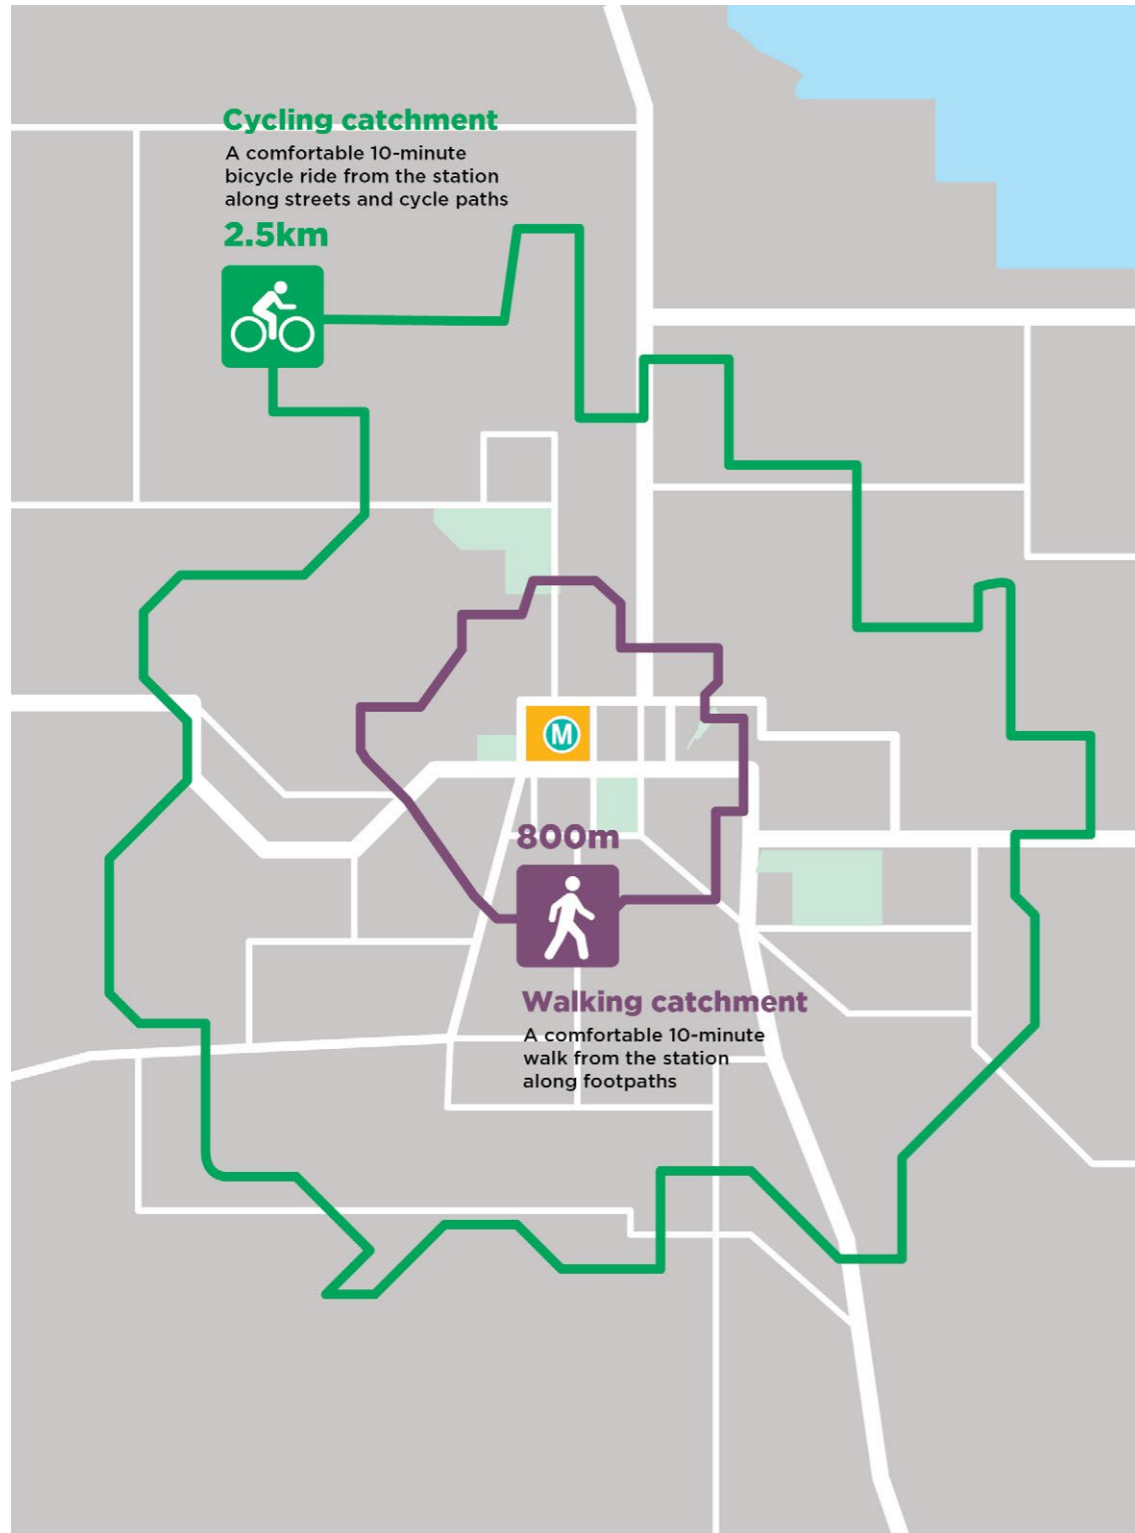 Cycling catchment
A comfortable 10-minute
bicycle ride from the station
along streets and cycle paths
2.5km
M
800m
Walking catchment
A comfortable 10-minute
walk from the station
along footpaths